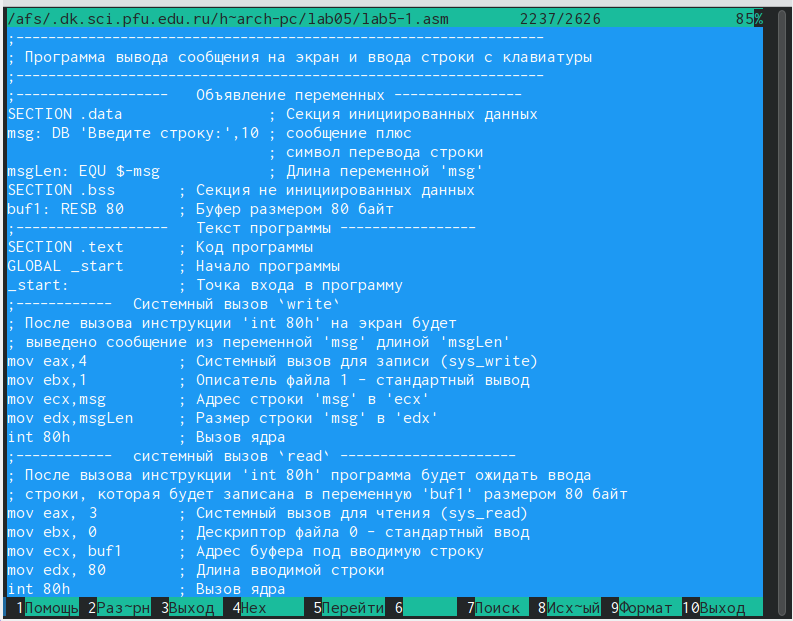 /afs/.dk.sci.pfu.edu.ru/h~arch-pc/lab05/lab5-1.asm 2237/2626 85%
;-----------------------------------------------------------
; Программа вывода сообщения на экран и ввода строки с клавиатуры
;-----------------------------------------------------------
;----------------- Объявление переменных --------------
SECTION .data ; Секция инициированных данных
msg: DB 'Введите строку:',10 ; сообщение плюс
; символ перевода строки
msgLen: EQU $-msg ; Длина переменной 'msg'
SECTION .bss ; Секция не инициированных данных
buf1: RESB 80 ; Буфер размером 80 байт
;----------------- Текст программы ---------------
SECTION .text ; Код программы
GLOBAL _start ; Начало программы
_start: ; Точка входа в программу
;----------- Системный вызов `write`
; После вызова инструкции 'int 80h' на экран будет
; выведено сообщение из переменной 'msg' длиной 'msgLen'
mov eax,4 ; Системный вызов для записи (sys_write)
mov ebx,1 ; Описатель файла 1 - стандартный вывод
mov ecx,msg ; Адрес строки 'msg' в 'ecx'
mov edx,msgLen ; Размер строки 'msg' в 'edx'
int 80h ; Вызов ядра
;----------- системный вызов `read` --------------------
; После вызова инструкции 'int 80h' программа будет ожидать ввода
; строки, которая будет записана в переменную 'buf1' размером 80 байт
mov eax, 3 ; Системный вызов для чтения (sys_read)
mov ebx, 0 ; Дескриптор файла 0 - стандартный ввод
mov ecx, buf1 ; Адрес буфера под вводимую строку
mov edx, 80 ; Длина вводимой строки
int 80h ; Вызов ядра
1Помощь 2Раз~рн 3Выход 4Hex 5Перейти 6 7Поиск 8Исх~ый 9Формат 10Выход